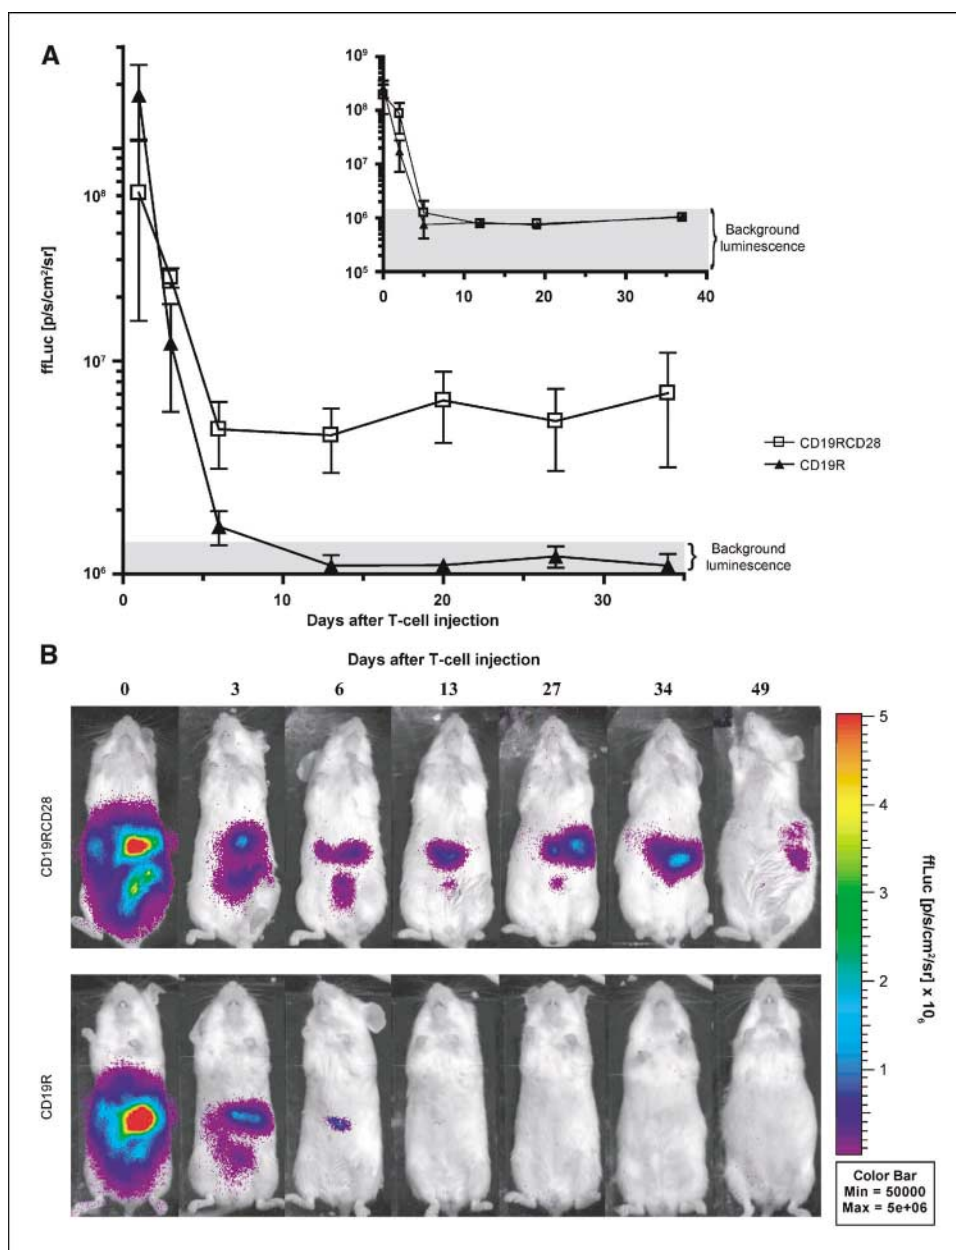 A
10⁹
10⁸
10⁷
10⁶
10⁵
0
10
20
30
40
Background
luminescence
10⁸
10⁷
10⁶
ffLuc [p/s/cm²/sr]
CD19RCD28
CD19R
Background
luminescence
0
10
20
30
Days after T-cell injection
B
Days after T-cell injection
0 3 6 13 27 34 49
CD19RCD28
CD19R
5
4
3
2
1
ffLuc [p/s/cm²/sr] x 10₆
Color Bar
Min = 50000
Max = 5e+06